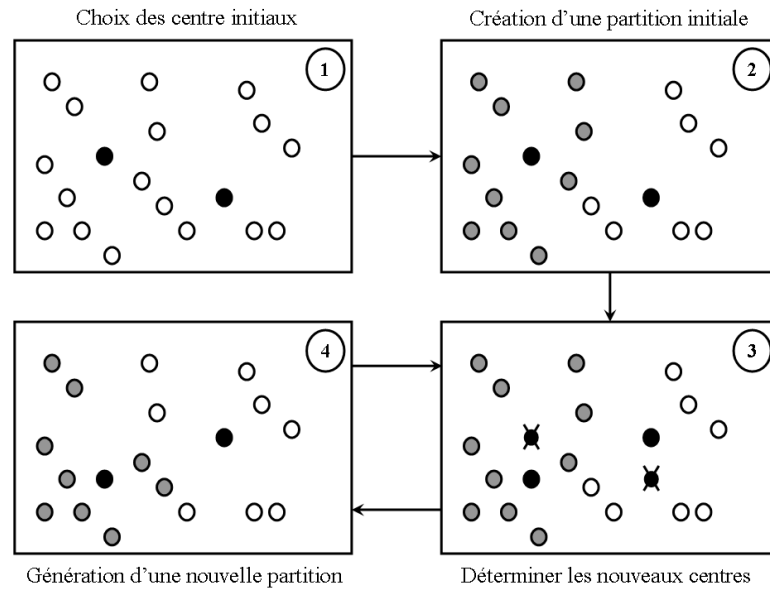 Choix des centre initiaux
Création d'une partition initiale
1
2
4
3
Génération d'une nouvelle partition
Déterminer les nouveaux centres